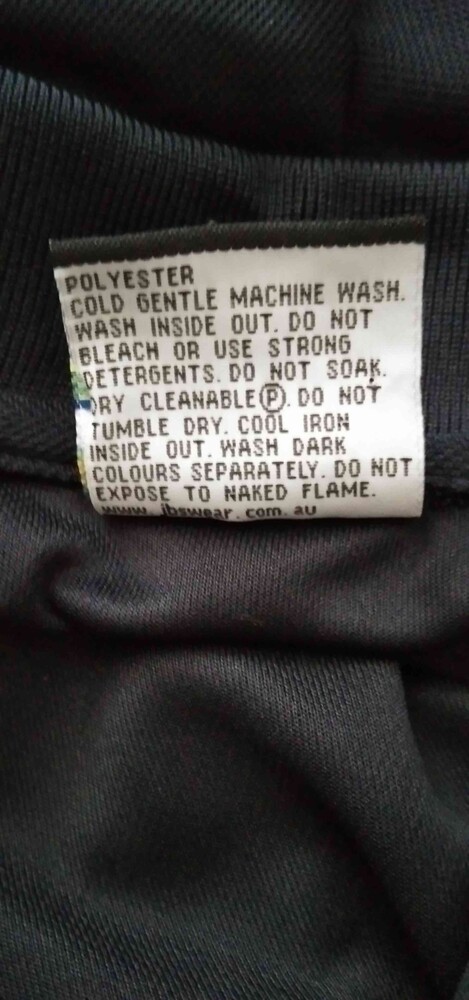 POLYESTER
COLD GENTLE MACHINE WASH.
WASH INSIDE OUT. DO NOT
BLEACH OR USE STRONG
DETERGENTS. DO NOT SOAK.
DRY CLEANABLE Ⓟ. DO NOT
TUMBLE DRY. COOL IRON
INSIDE OUT. WASH DARK
COLOURS SEPARATELY. DO NOT
EXPOSE TO NAKED FLAME.
www.jbswear.com.au